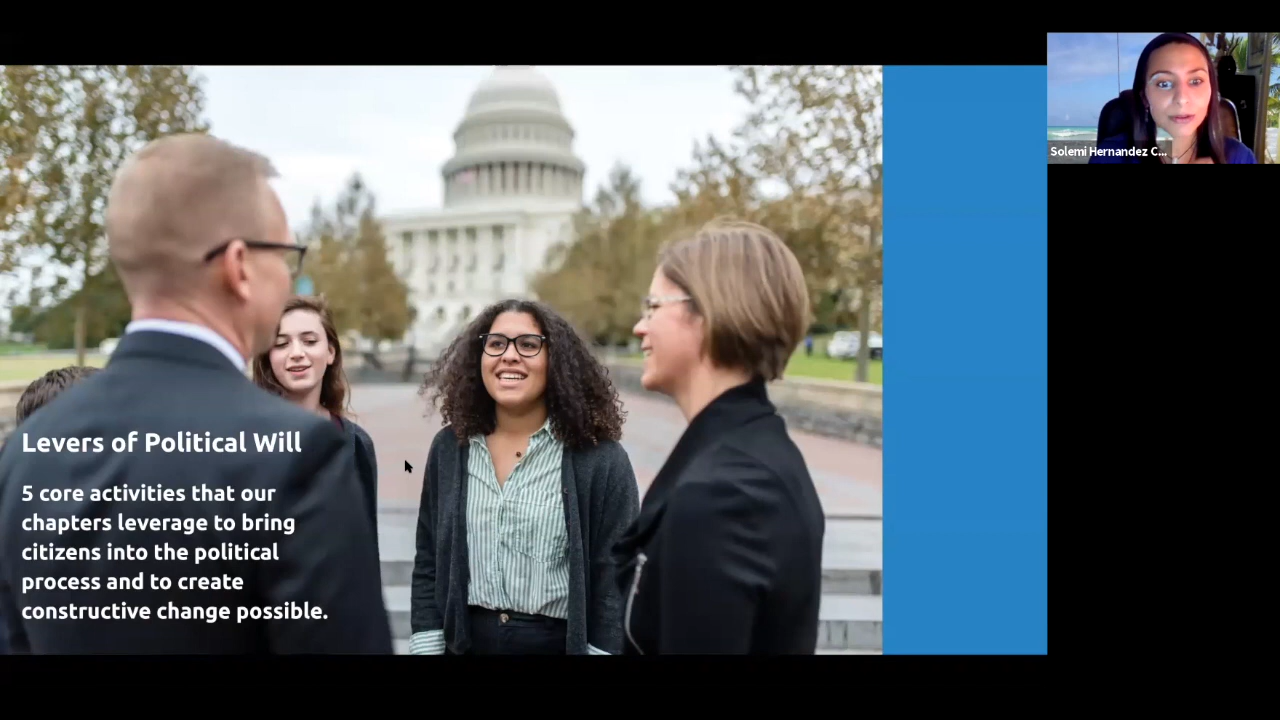 Solemi Hernandez C...
Levers of Political Will
5 core activities that our
chapters leverage to bring
citizens into the political
process and to create
constructive change possible.